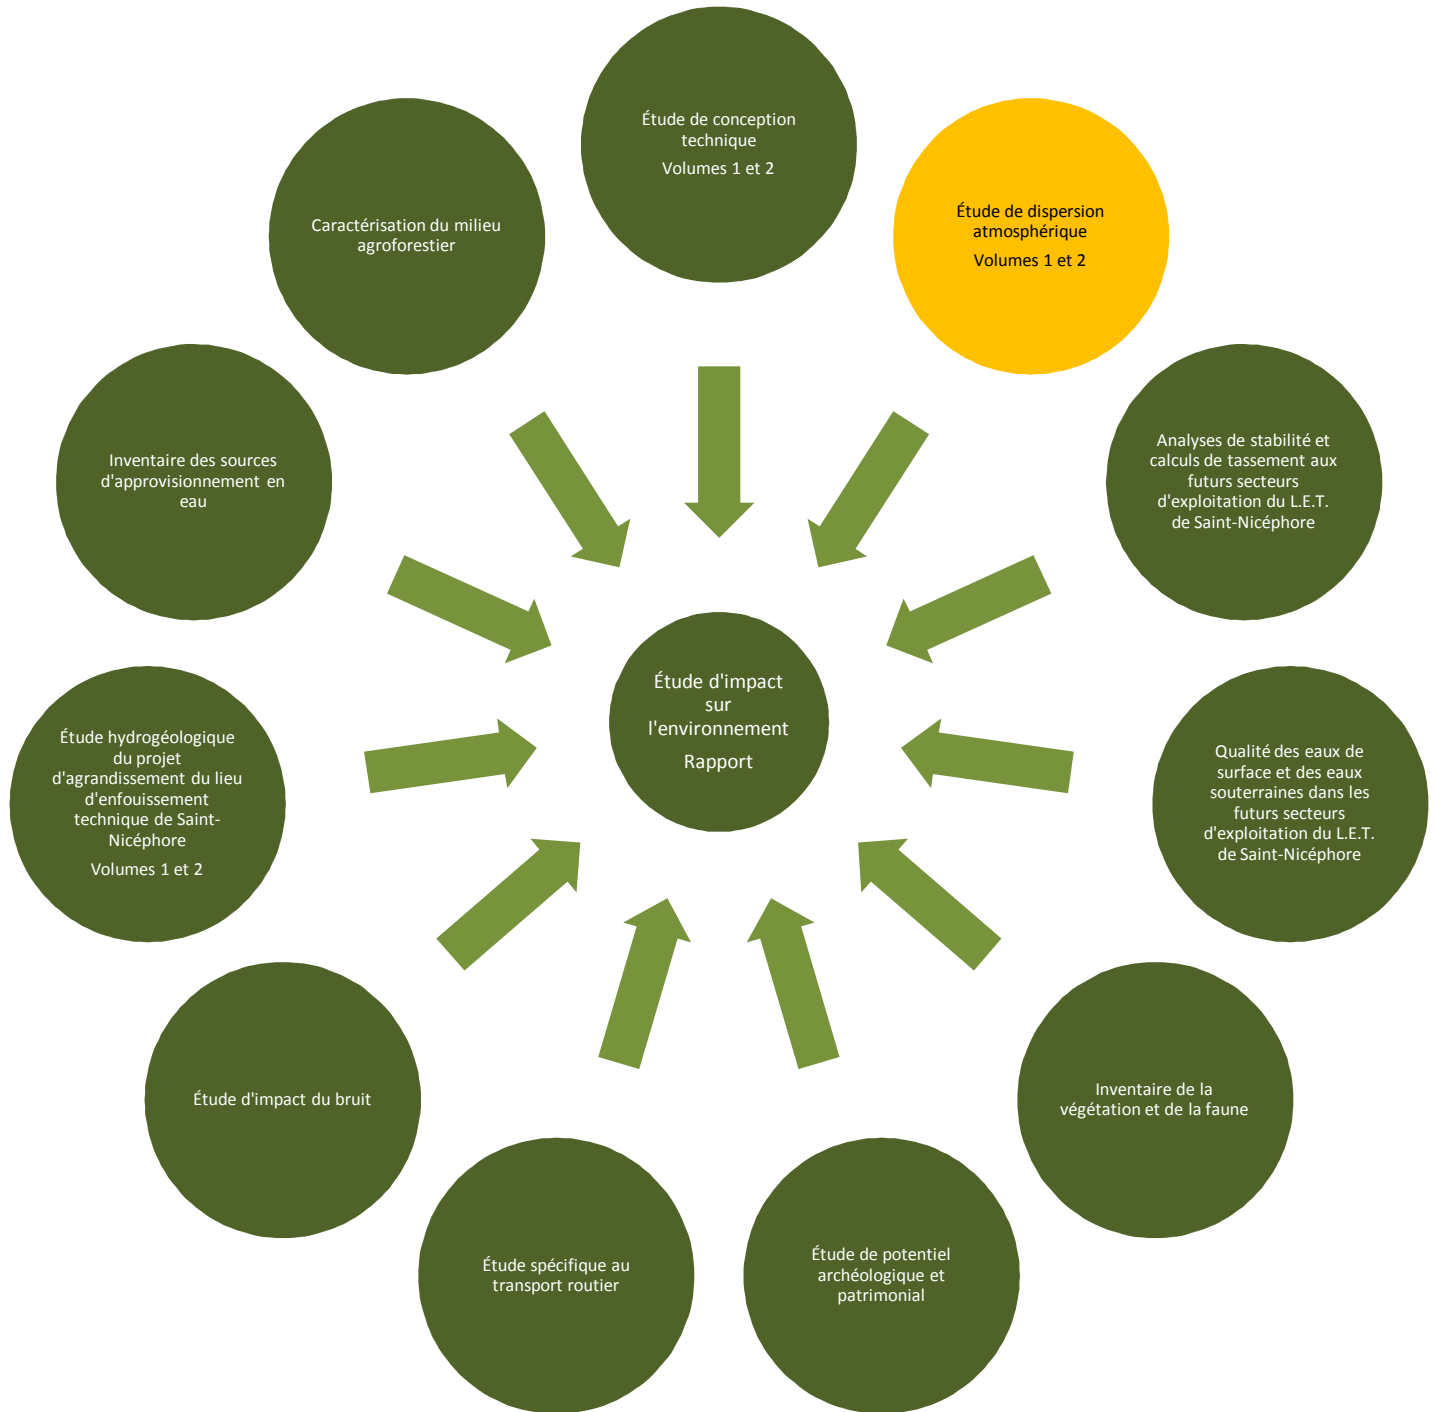 Étude de conception
technique
Volumes 1 et 2
Étude de dispersion
atmosphérique
Volumes 1 et 2
Analyses de stabilité et
calculs de tassement aux
futurs secteurs
d'exploitation du L.E.T.
de Saint-Nicéphore
Qualité des eaux de
surface et des eaux
souterraines dans les
futurs secteurs
d'exploitation du L.E.T.
de Saint-Nicéphore
Inventaire de la
végétation et de la faune
Étude de potentiel
archéologique et
patrimonial
Étude spécifique au
transport routier
Étude d'impact du bruit
Étude hydrogéologique
du projet
d'agrandissement du lieu
d'enfouissement
technique de Saint-
Nicéphore
Volumes 1 et 2
Inventaire des sources
d'approvisionnement en
eau
Caractérisation du milieu
agroforestier
Étude d'impact
sur
l'environnement
Rapport